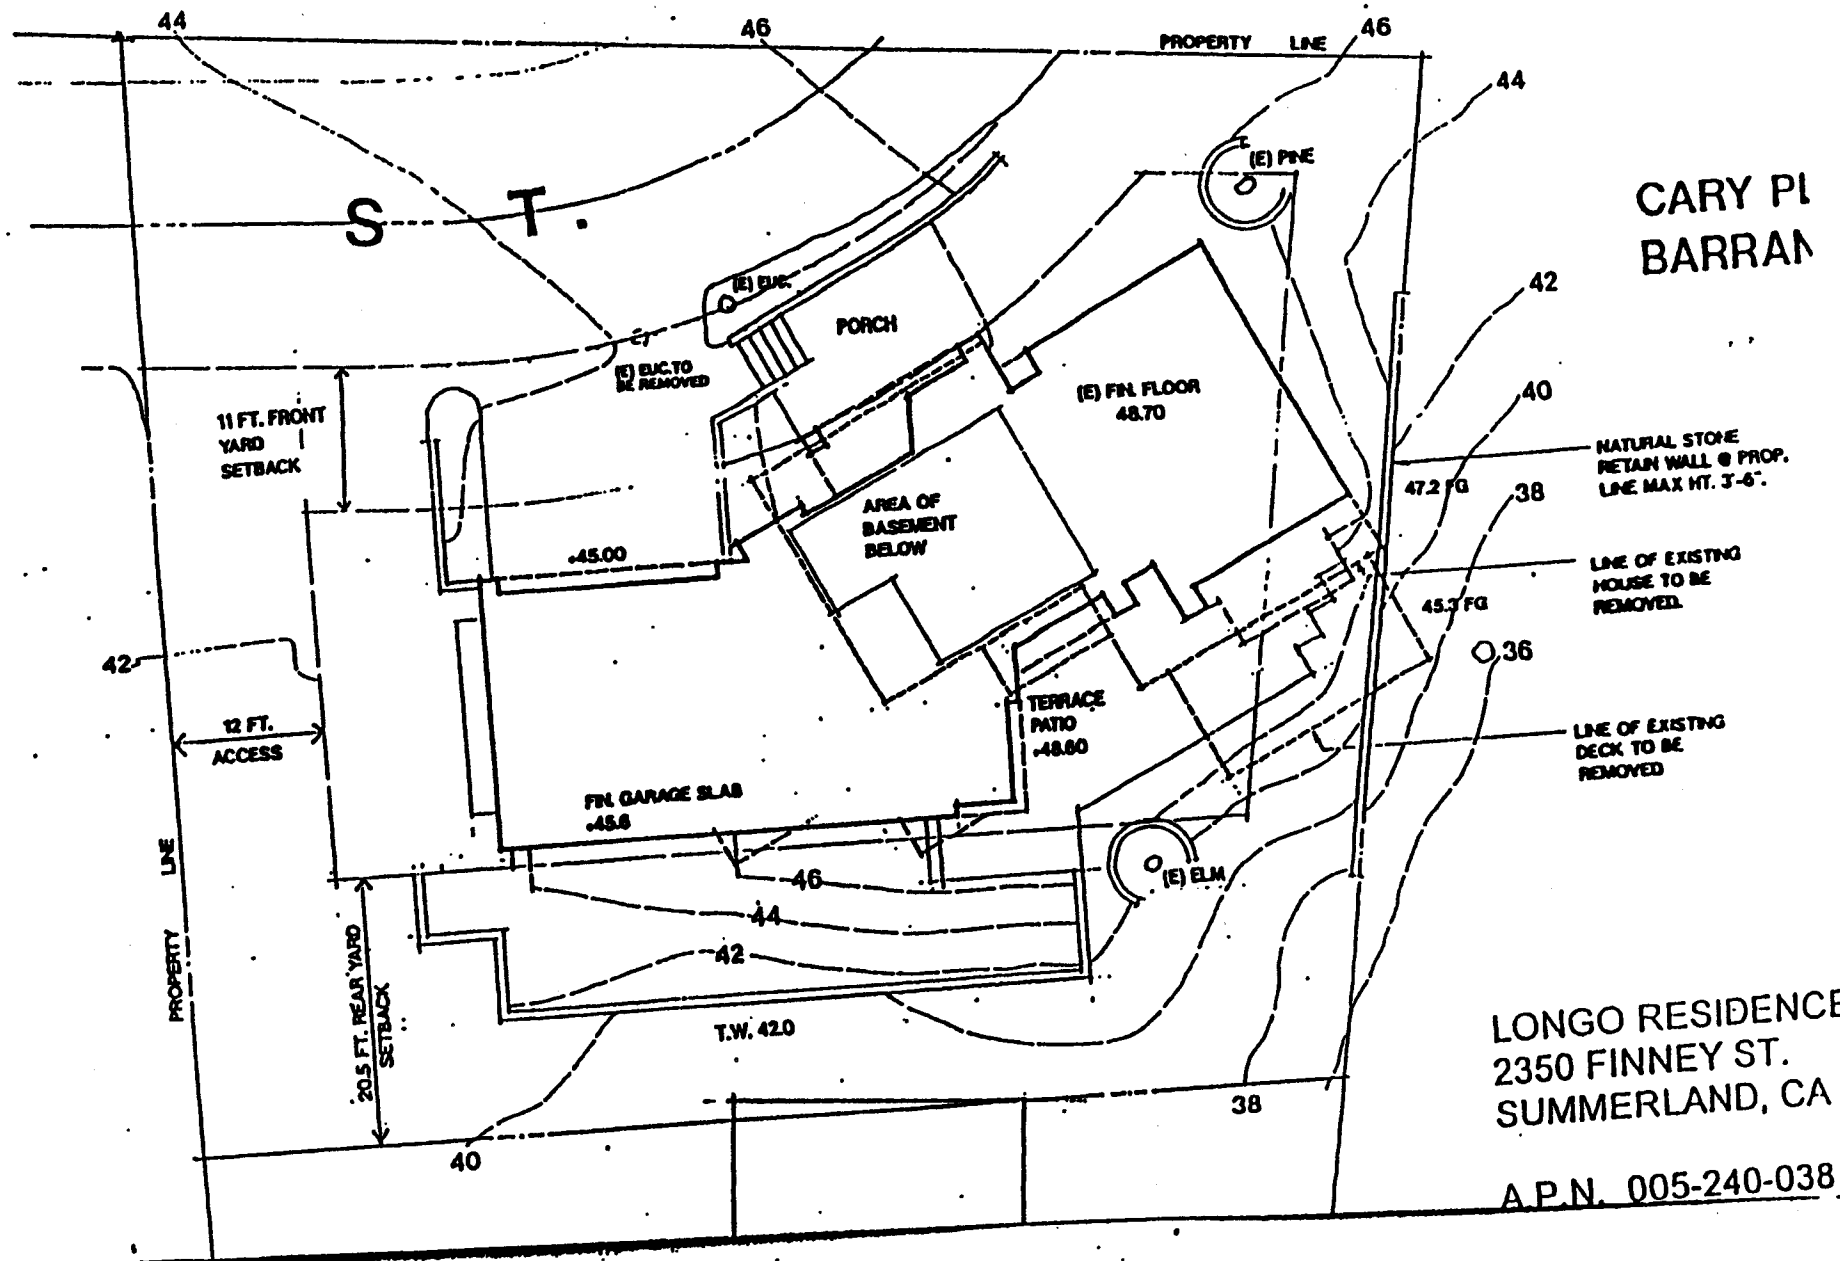 44
46
PROPERTY LINE
46
44
CARY PL
BARRAN
S T.
(E) PINE
(E) EUC.
PORCH
42
(E) EUC. TO
BE REMOVED
(E) FIN. FLOOR
48.70
11 FT. FRONT
YARD
SETBACK
40
NATURAL STONE
RETAIN WALL @ PROP.
LINE MAX HT. 3'-6".
47.2 FG
38
AREA OF
BASEMENT
BELOW
+45.00
LINE OF EXISTING
HOUSE TO BE
REMOVED.
45.3 FG
36
42
12 FT.
ACCESS
TERRACE
PATIO
+48.60
LINE OF EXISTING
DECK TO BE
REMOVED
FIN. GARAGE SLAB
+45.6
PROPERTY LINE
46
(E) ELM
44
42
20.5 FT. REAR YARD
SETBACK
T.W. 42.0
LONGO RESIDENCE
2350 FINNEY ST.
SUMMERLAND, CA
38
40
A.P.N. 005-240-038